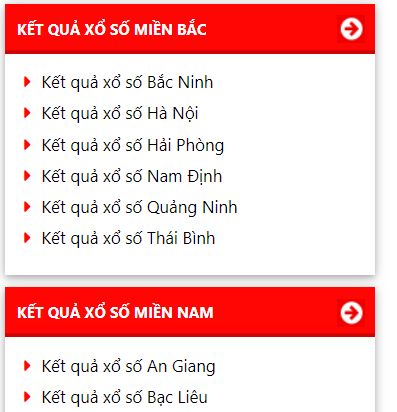 KẾT QUẢ XỔ SỐ MIỀN BẮC
Kết quả xổ số Bắc Ninh
Kết quả xổ số Hà Nội
Kết quả xổ số Hải Phòng
Kết quả xổ số Nam Định
Kết quả xổ số Quảng Ninh
Kết quả xổ số Thái Bình
KẾT QUẢ XỔ SỐ MIỀN NAM
Kết quả xổ số An Giang
Kết quả xổ số Bạc Liêu